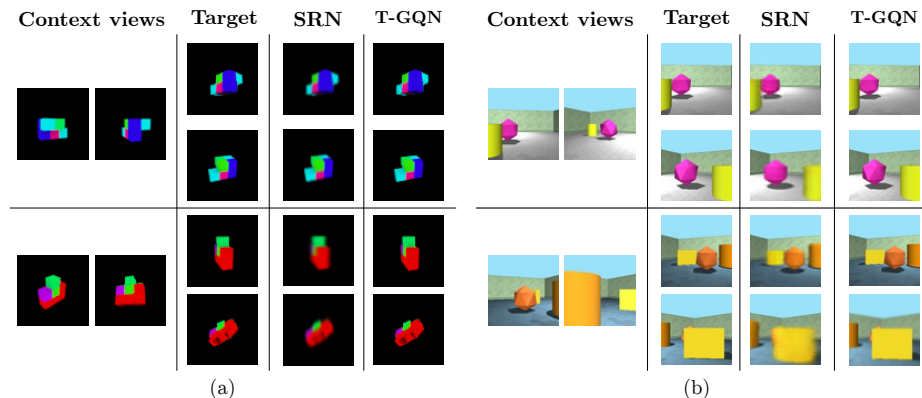 Context views Target SRN T-GQN Context views Target SRN T-GQN
(a) (b)